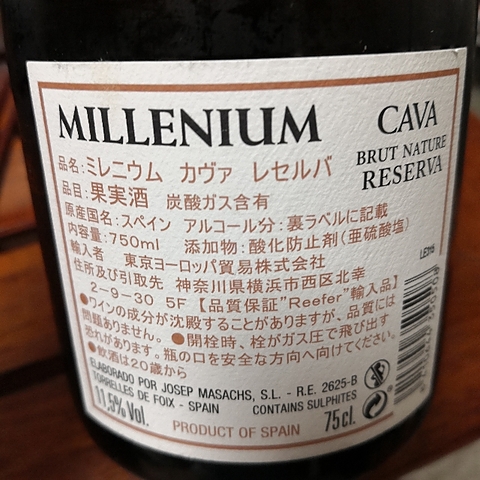 MILLENIUM
CAVA
BRUT NATURE
RESERVA
品名:ミレニウム カヴァ レセルバ
品目:果実酒 炭酸ガス含有
原産国名:スペイン アルコール分:裏ラベルに記載
内容量:750ml 添加物:酸化防止剤(亜硫酸塩)
輸入者 東京ヨーロッパ貿易株式会社
住所及び引取先 神奈川県横浜市西区北幸
2-9-30 5F 【品質保証"Reefer"輸入品】
●ワインの成分が沈殿することがありますが、品質には
問題ありません。●開栓時、栓がガス圧で飛び出す
恐れがあります。瓶の口を安全な方向へ向けてください。
●飲酒は20歳から
ELABORADO POR JOSEP MASACHS, S.L. - R.E. 2625-B
TORRELLES DE FOIX - SPAIN CONTAINS SULPHITES
11,5% Vol. 75cl.
PRODUCT OF SPAIN